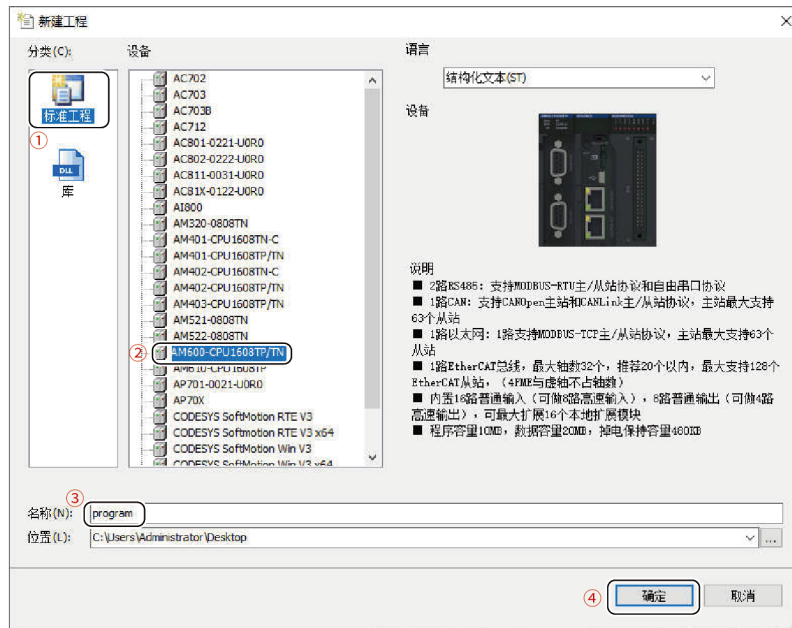 新建工程
分类(C):
设备
语言
标准工程
①
DLL
库
AC702
AC703
AC703B
AC712
AC801-0221-U0R0
AC802-0222-U0R0
AC811-0031-U0R0
AC81X-0122-U0R0
AI800
AM320-0808TN
AM401-CPU1608TN-C
AM401-CPU1608TP/TN
AM402-CPU1608TN-C
AM402-CPU1608TP/TN
AM403-CPU1608TP/TN
AM521-0808TN
AM522-0808TN
②
AM600-CPU1608TP/TN
AM610-CPU1608TP
AP701-0021-U0R0
AP70X
CODESYS SoftMotion RTE V3
CODESYS Softmotion RTE V3 x64
CODESYS SoftMotion Win V3
CODESYS SoftMotion Win V3 x64
结构化文本(ST)
设备
说明
■ 2路RS485: 支持MODBUS-RTU主/从站协议和自由串口协议
■ 1路CAN: 支持CANOpen主站和CANLink主/从站协议, 主站最大支持
63个从站
■ 1路以太网: 1路支持MODBUS-TCP主/从站协议, 主站最大支持63个
从站
■ 1路EtherCAT总线, 最大轴数32个, 推荐20个以内, 最大支持128个
EtherCAT从站, (4PME与虚轴不占轴数)
■ 内置16路普通输入(可做8路高速输入), 8路普通输出(可做4路
高速输出), 可最大扩展16个本地扩展模块
■ 程序容量10MB, 数据容量20MB, 掉电保持容量480KB
③
名称(N): program
位置(L): C:\Users\Administrator\Desktop
...
④
确定
取消